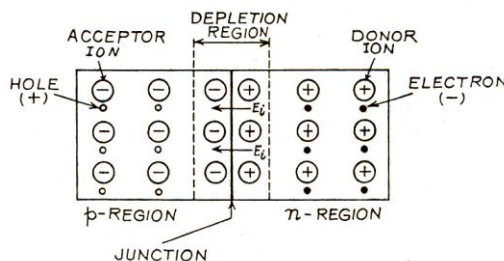 DEPLETION
REGION
ACCEPTOR
ION
DONOR
ION
HOLE
(+)
ELECTRON
(-)
− − − + + +
Ei
− − − + + +
Ei
− − − + + +
p-REGION
n-REGION
JUNCTION